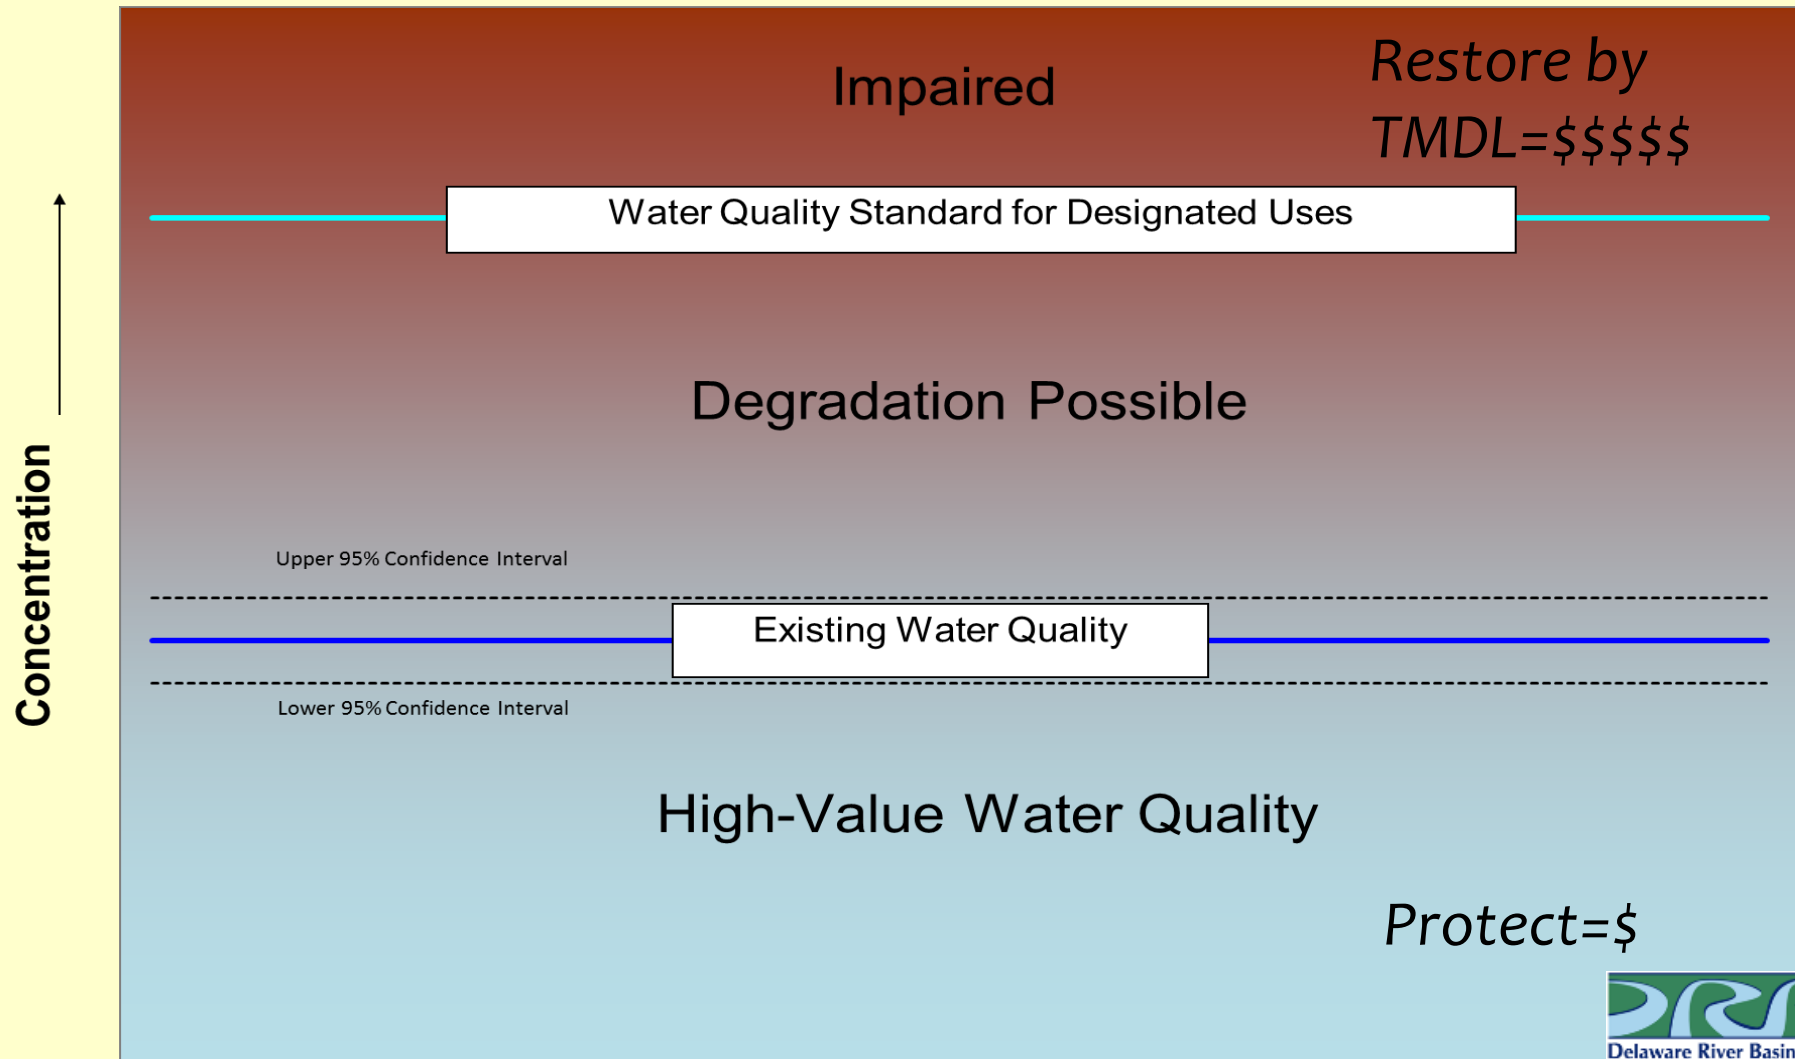 Impaired
Restore by
TMDL=$$$$$
Water Quality Standard for Designated Uses
Degradation Possible
Concentration
Upper 95% Confidence Interval
Existing Water Quality
Lower 95% Confidence Interval
High-Value Water Quality
Protect=$
Delaware River Basin